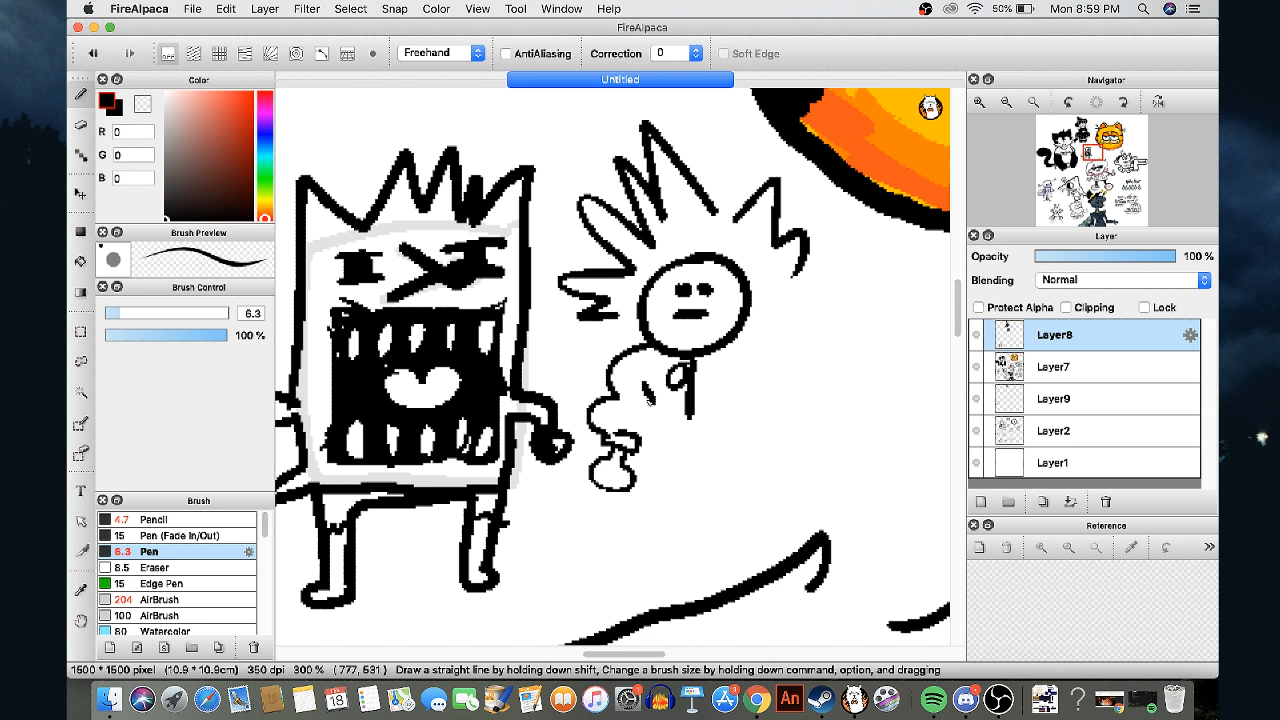 FireAlpaca File Edit Layer Filter Select Snap Color View Tool Window Help 50% Mon 8:59 PM
FireAlpaca
OFF Freehand AntiAliasing Correction 0 Soft Edge
Color
Untitled
Navigator
R 0
G 0
B 0
Brush Preview
Layer
Opacity 100 %
Blending Normal
Brush Control
Protect Alpha Clipping Lock
6.3
100 %
Layer8
Layer7
Layer9
Layer2
Layer1
Brush
4.7 Pencil
15 Pen (Fade In/Out)
6.3 Pen
8.5 Eraser
15 Edge Pen
204 AirBrush
100 AirBrush
80 Watercolor
Reference
1500 * 1500 pixel (10.9 * 10.9cm) 350 dpi 300 % ( 777, 531 ) Draw a straight line by holding down shift, Change a brush size by holding down command, option, and dragging
18
An
3